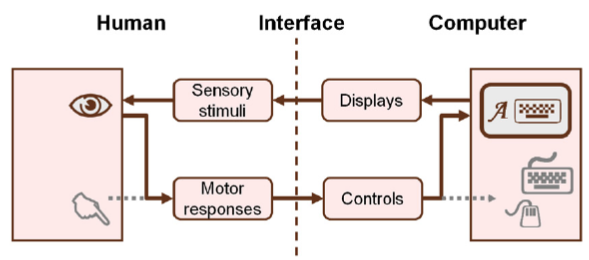 Human
Interface
Computer
Sensory
stimuli
Displays
A
Motor
responses
Controls